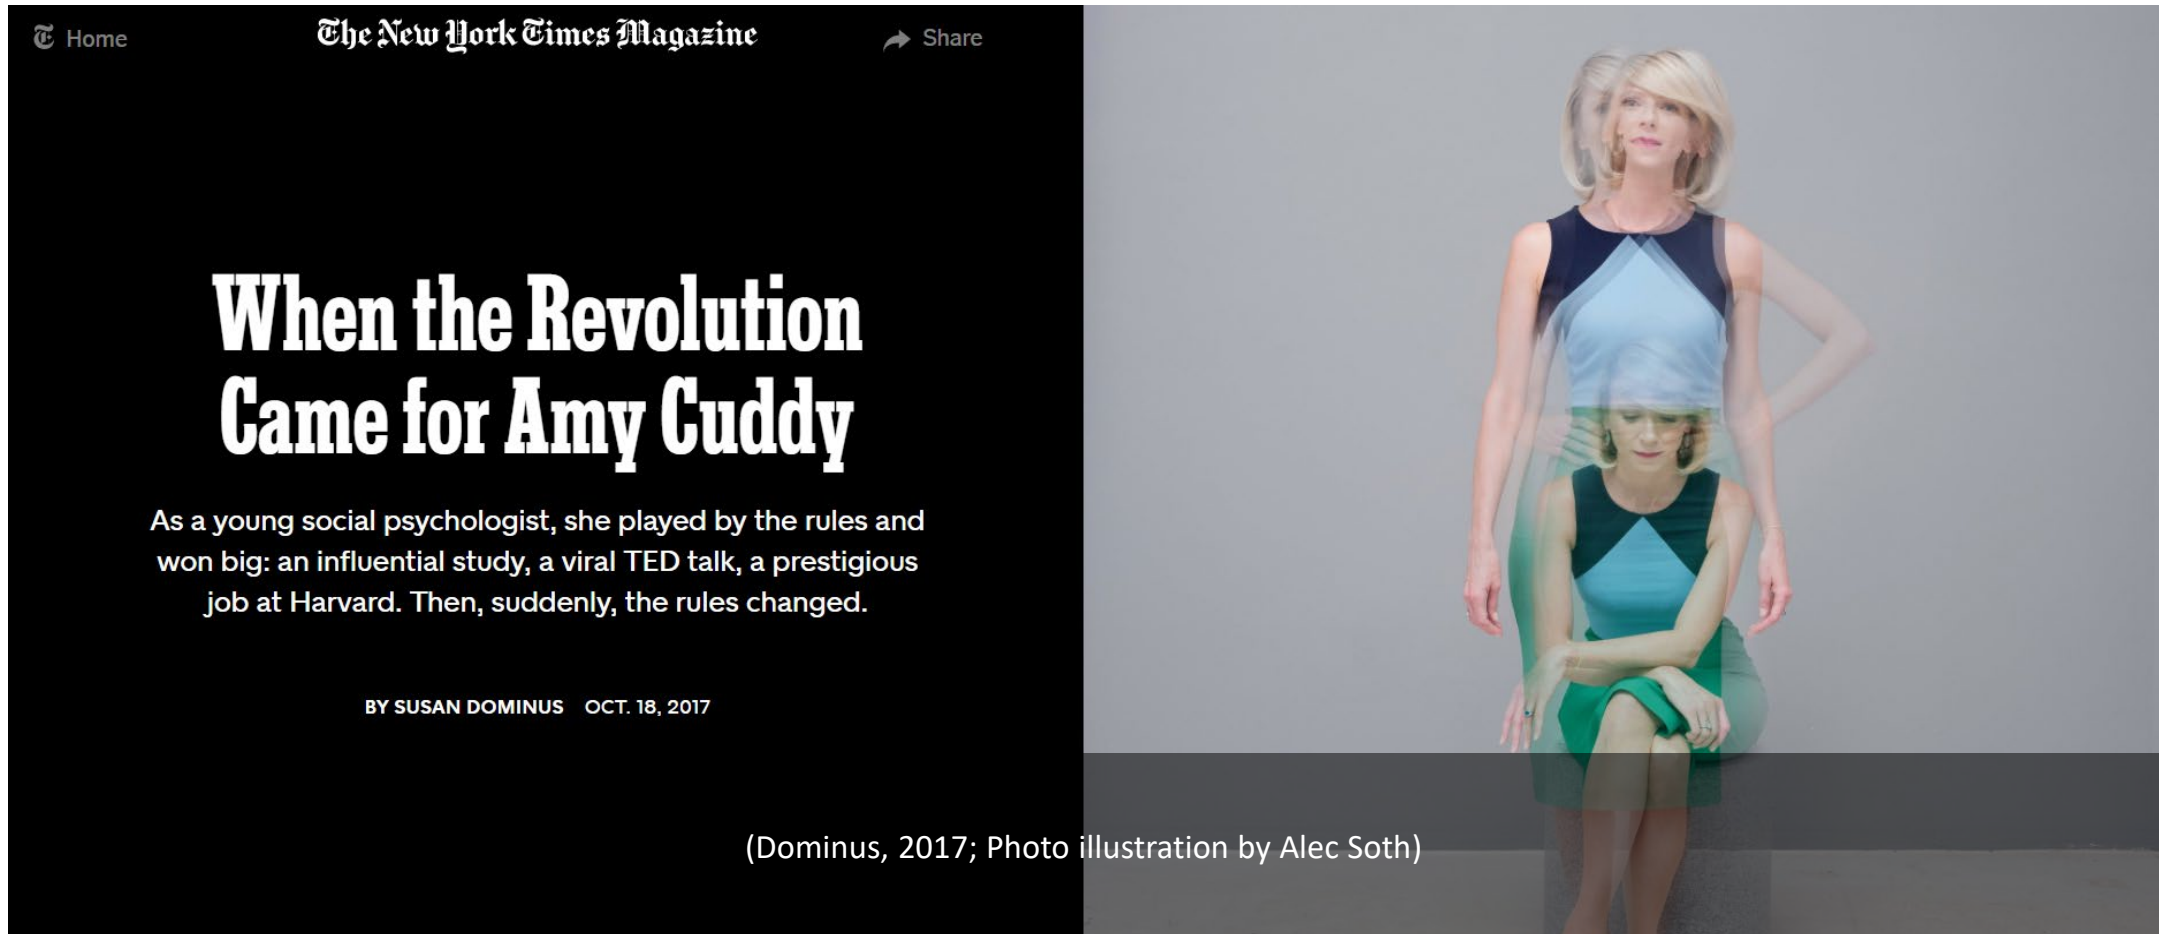 Home
The New York Times Magazine
Share
When the Revolution
Came for Amy Cuddy
As a young social psychologist, she played by the rules and
won big: an influential study, a viral TED talk, a prestigious
job at Harvard. Then, suddenly, the rules changed.
BY SUSAN DOMINUS OCT. 18, 2017
(Dominus, 2017; Photo illustration by Alec Soth)